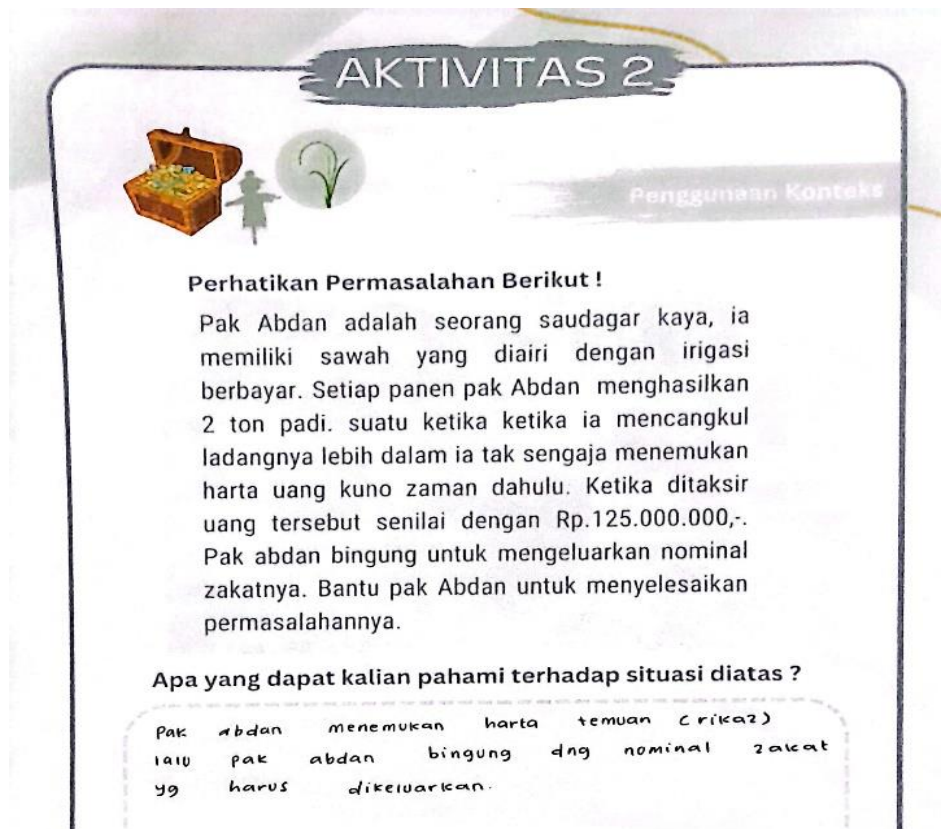 AKTIVITAS 2
Penggunaan Konteks
Perhatikan Permasalahan Berikut !
Pak Abdan adalah seorang saudagar kaya, ia
memiliki sawah yang diairi dengan irigasi
berbayar. Setiap panen pak Abdan menghasilkan
2 ton padi. suatu ketika ketika ia mencangkul
ladangnya lebih dalam ia tak sengaja menemukan
harta uang kuno zaman dahulu. Ketika ditaksir
uang tersebut senilai dengan Rp.125.000.000,-.
Pak abdan bingung untuk mengeluarkan nominal
zakatnya. Bantu pak Abdan untuk menyelesaikan
permasalahannya.
Apa yang dapat kalian pahami terhadap situasi diatas ?
Pak abdan menemukan harta temuan (rikaz)
lalu pak abdan bingung dng nominal zakat
yg harus dikeluarkan.